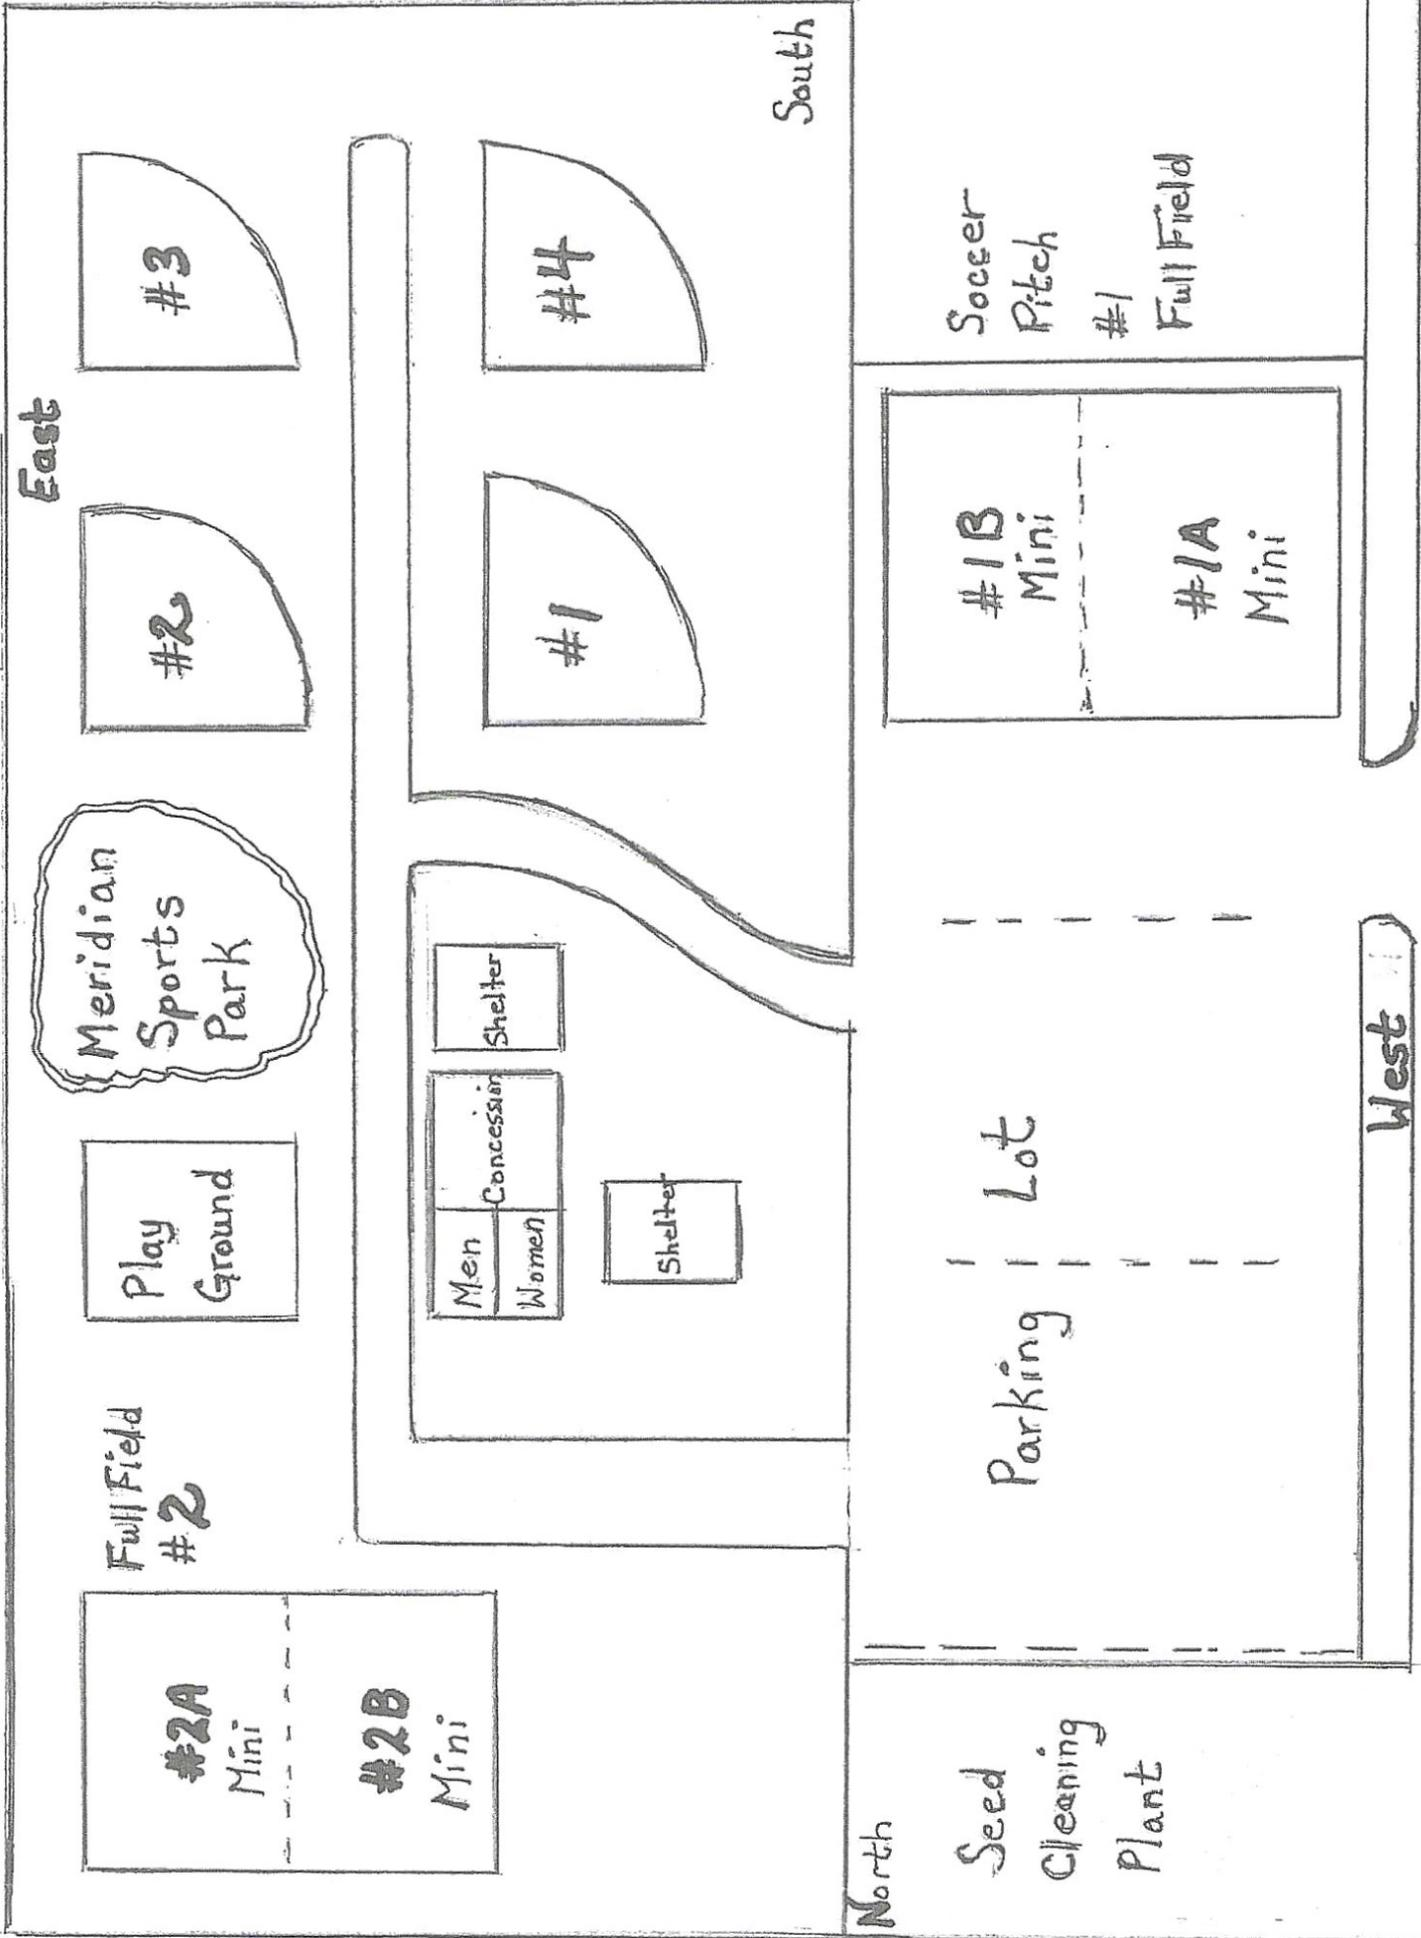 North
Full Field
#2
#2A
Mini
#2B
Mini
Play
Ground
Meridian
Sports
Park
East
#2
#3
Men
Women
Concession
Shelter
Shelter
#1
#4
South
Seed
Cleaning
Plant
Parking Lot
West
#1B
Mini
#1A
Mini
Soccer
Pitch
#1
Full Field